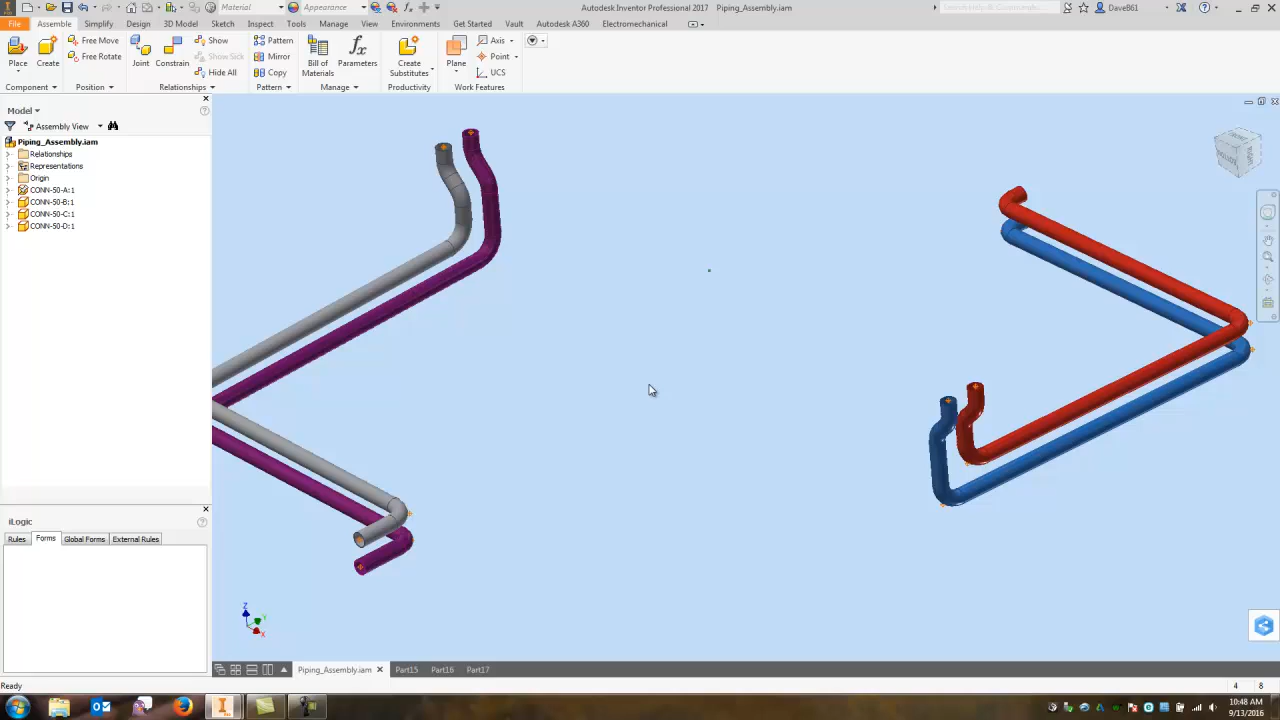 Material
Appearance
Autodesk Inventor Professional 2017 Piping_Assembly.iam
DaveB61
File Assemble Simplify Design 3D Model Sketch Inspect Tools Manage View Environments Get Started Vault Autodesk A360 Electromechanical
Place
Create
Free Move
Free Rotate
Joint
Constrain
Show
Show Sick
Hide All
Pattern
Mirror
Copy
Bill of Materials
fx
Parameters
Create Substitutes
Plane
Axis
Point
UCS
Component Position Relationships Pattern Manage Productivity Work Features
Model
Assembly View
Piping_Assembly.iam
Relationships
Representations
Origin
CONN-50-A:1
CONN-50-B:1
CONN-50-C:1
CONN-50-D:1
iLogic
Rules Forms Global Forms External Rules
Z
Y
X
Piping_Assembly.iam Part15 Part16 Part17
Ready
4 8
10:48 AM
9/13/2016